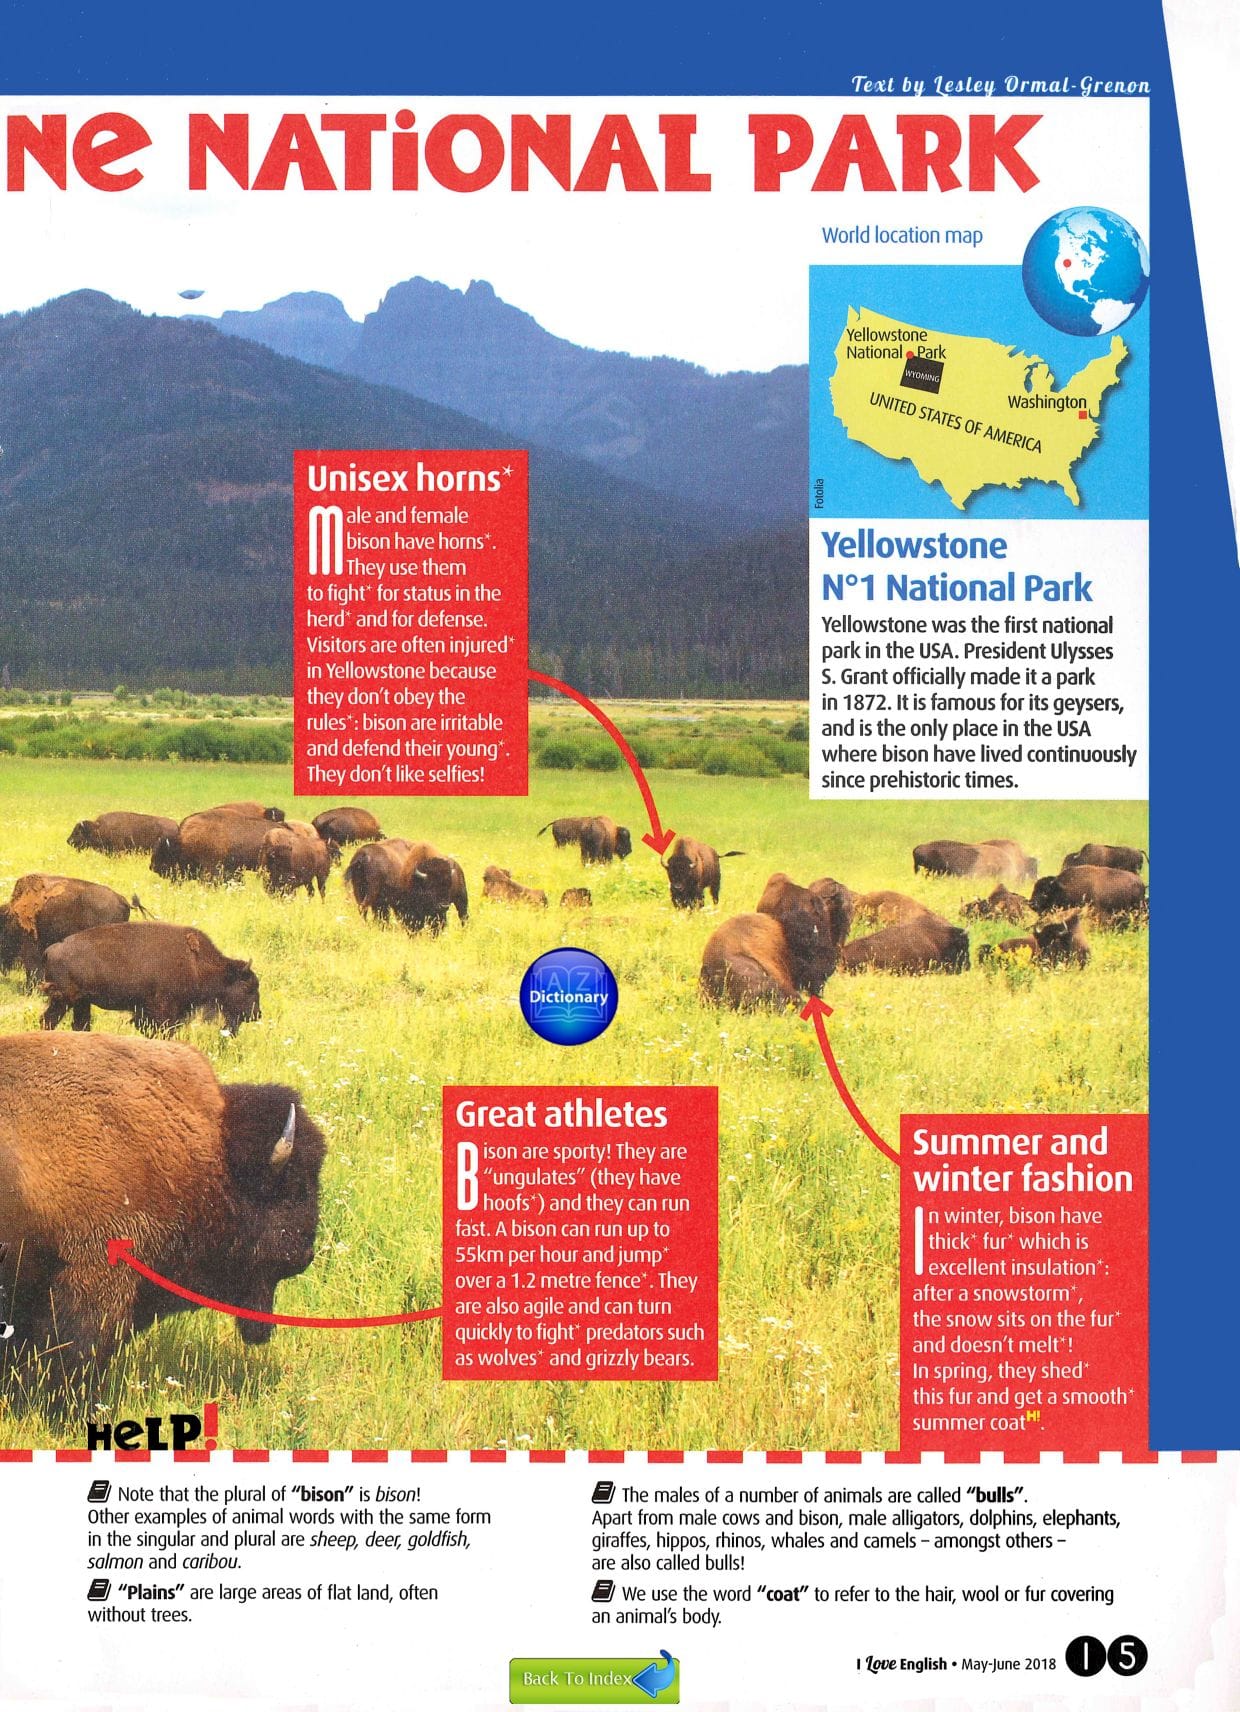 Text by Lesley Ormal-Grenon
Ne NATiONAL PARK
World location map
Yellowstone
National Park
WYOMING
Washington
UNITED STATES OF AMERICA
Fotolia
Unisex horns*
Male and female
bison have horns*.
They use them
to fight* for status in the
herd* and for defense.
Visitors are often injured*
in Yellowstone because
they don't obey the
rules*: bison are irritable
and defend their young*.
They don't like selfies!
Yellowstone
N°1 National Park
Yellowstone was the first national
park in the USA. President Ulysses
S. Grant officially made it a park
in 1872. It is famous for its geysers,
and is the only place in the USA
where bison have lived continuously
since prehistoric times.
A Z
Dictionary
Great athletes
Bison are sporty! They are
“ungulates” (they have
hoofs*) and they can run
fast. A bison can run up to
55km per hour and jump*
over a 1.2 metre fence*. They
are also agile and can turn
quickly to fight* predators such
as wolves* and grizzly bears.
Summer and
winter fashion
In winter, bison have
thick* fur* which is
excellent insulation*:
after a snowstorm*,
the snow sits on the fur*
and doesn't melt*!
In spring, they shed*
this fur and get a smooth*
summer coatH!.
HeLP!
Note that the plural of “bison” is bison!
Other examples of animal words with the same form
in the singular and plural are sheep, deer, goldfish,
salmon and caribou.
“Plains” are large areas of flat land, often
without trees.
The males of a number of animals are called “bulls”.
Apart from male cows and bison, male alligators, dolphins, elephants,
giraffes, hippos, rhinos, whales and camels – amongst others –
are also called bulls!
We use the word “coat” to refer to the hair, wool or fur covering
an animal's body.
I Love English • May-June 2018 15
Back To Index